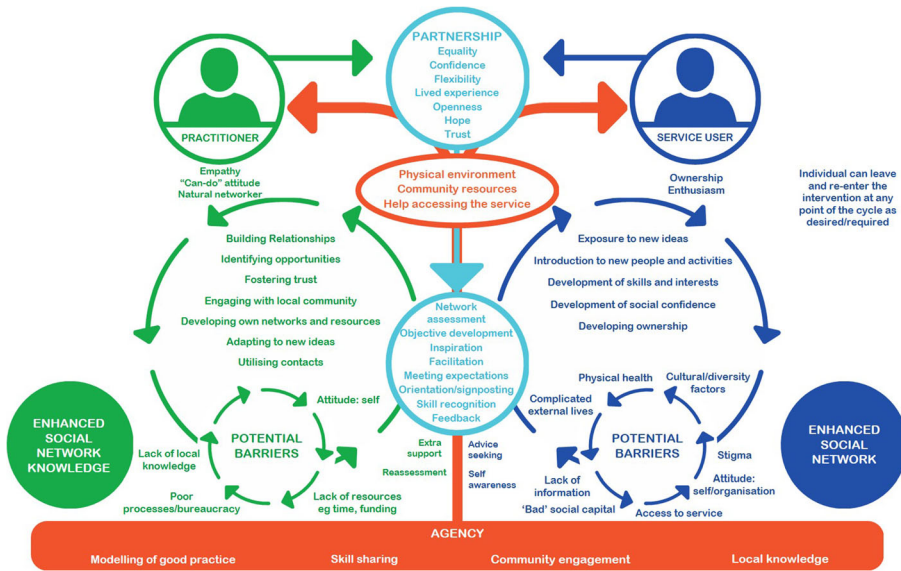 PARTNERSHIP
Equality
Confidence
Flexibility
Lived experience
Openness
Hope
Trust
PRACTITIONER
SERVICE USER
Empathy
“Can-do” attitude
Natural networker
Physical environment
Community resources
Help accessing the service
Ownership
Enthusiasm
Individual can leave
and re-enter the
intervention at any
point of the cycle as
desired/required
Building Relationships
Identifying opportunities
Fostering trust
Engaging with local community
Developing own networks and resources
Adapting to new ideas
Utilising contacts
Exposure to new ideas
Introduction to new people and activities
Development of skills and interests
Development of social confidence
Developing ownership
Network
assessment
Objective development
Inspiration
Facilitation
Meeting expectations
Orientation/signposting
Skill recognition
Feedback
ENHANCED
SOCIAL
NETWORK
KNOWLEDGE
POTENTIAL
BARRIERS
Attitude: self
Lack of local
knowledge
Poor
processes/bureaucracy
Lack of resources
eg time, funding
Extra
support
Reassessment
Advice
seeking
Self
awareness
Physical health
Cultural/diversity
factors
Complicated
external lives
POTENTIAL
BARRIERS
Stigma
Lack of
information
Attitude:
self/organisation
‘Bad’ social capital
Access to service
ENHANCED
SOCIAL
NETWORK
AGENCY
Modelling of good practice
Skill sharing
Community engagement
Local knowledge